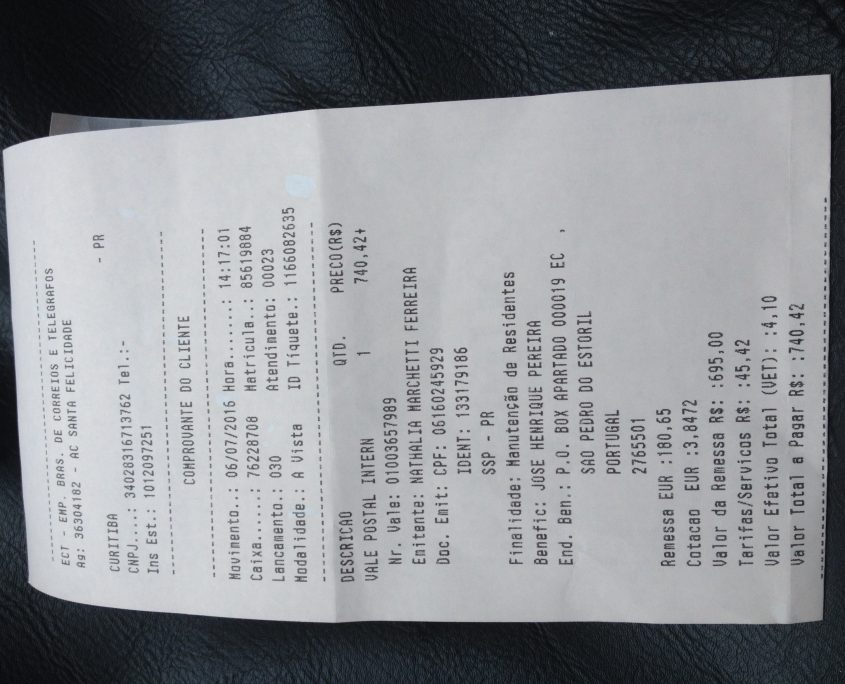 ECT - EMP. BRAS. DE CORREIOS E TELEGRAFOS
Ag: 36304182 AC SANTA FELICIDADE
CURITIBA - PR
CNPJ....: 34028316713762 Tel.:-
Ins Est.: 1012097251
COMPROVANTE DO CLIENTE
Movimento..: 06/07/2016 Hora........: 14:17:01
Caixa......: 76228708 Matricula..: 85619884
Lancamento.: 030 Atendimento: 00023
Modalidade.: A Vista ID Tiquete.: 1166082635
DESCRICAO QTD. PRECO(R$)
VALE POSTAL INTERN 1 740,42+
Nr. Vale: 01003657989
Emitente: NATHALIA MARCHETTI FERREIRA
Doc. Emit: CPF: 06160245929
IDENT: 133179186
SSP - PR
Finalidade: Manutenção de Residentes
Benefic: JOSE HENRIQUE PEREIRA
End. Ben.: P.O. BOX APARTADO 000019 EC ,
SAO PEDRO DO ESTORIL
PORTUGAL
2765501
Remessa EUR :180,65
Cotacao EUR :3,8472
Valor da Remessa R$: :695,00
Tarifas/Servicos R$: :45,42
Valor Efetivo Total (VET): :4,10
Valor Total a Pagar R$: :740,42